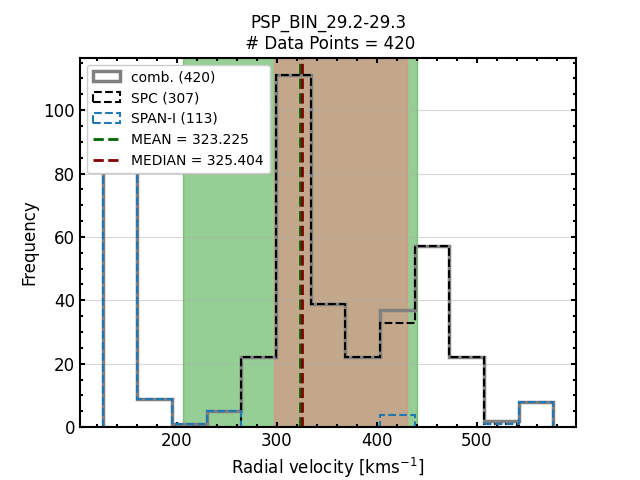 PSP_BIN_29.2-29.3
# Data Points = 420
comb. (420)
SPC (307)
SPAN-I (113)
MEAN = 323.225
MEDIAN = 325.404
Frequency
100
80
60
40
20
0
200 300 400 500
Radial velocity [kms⁻¹]